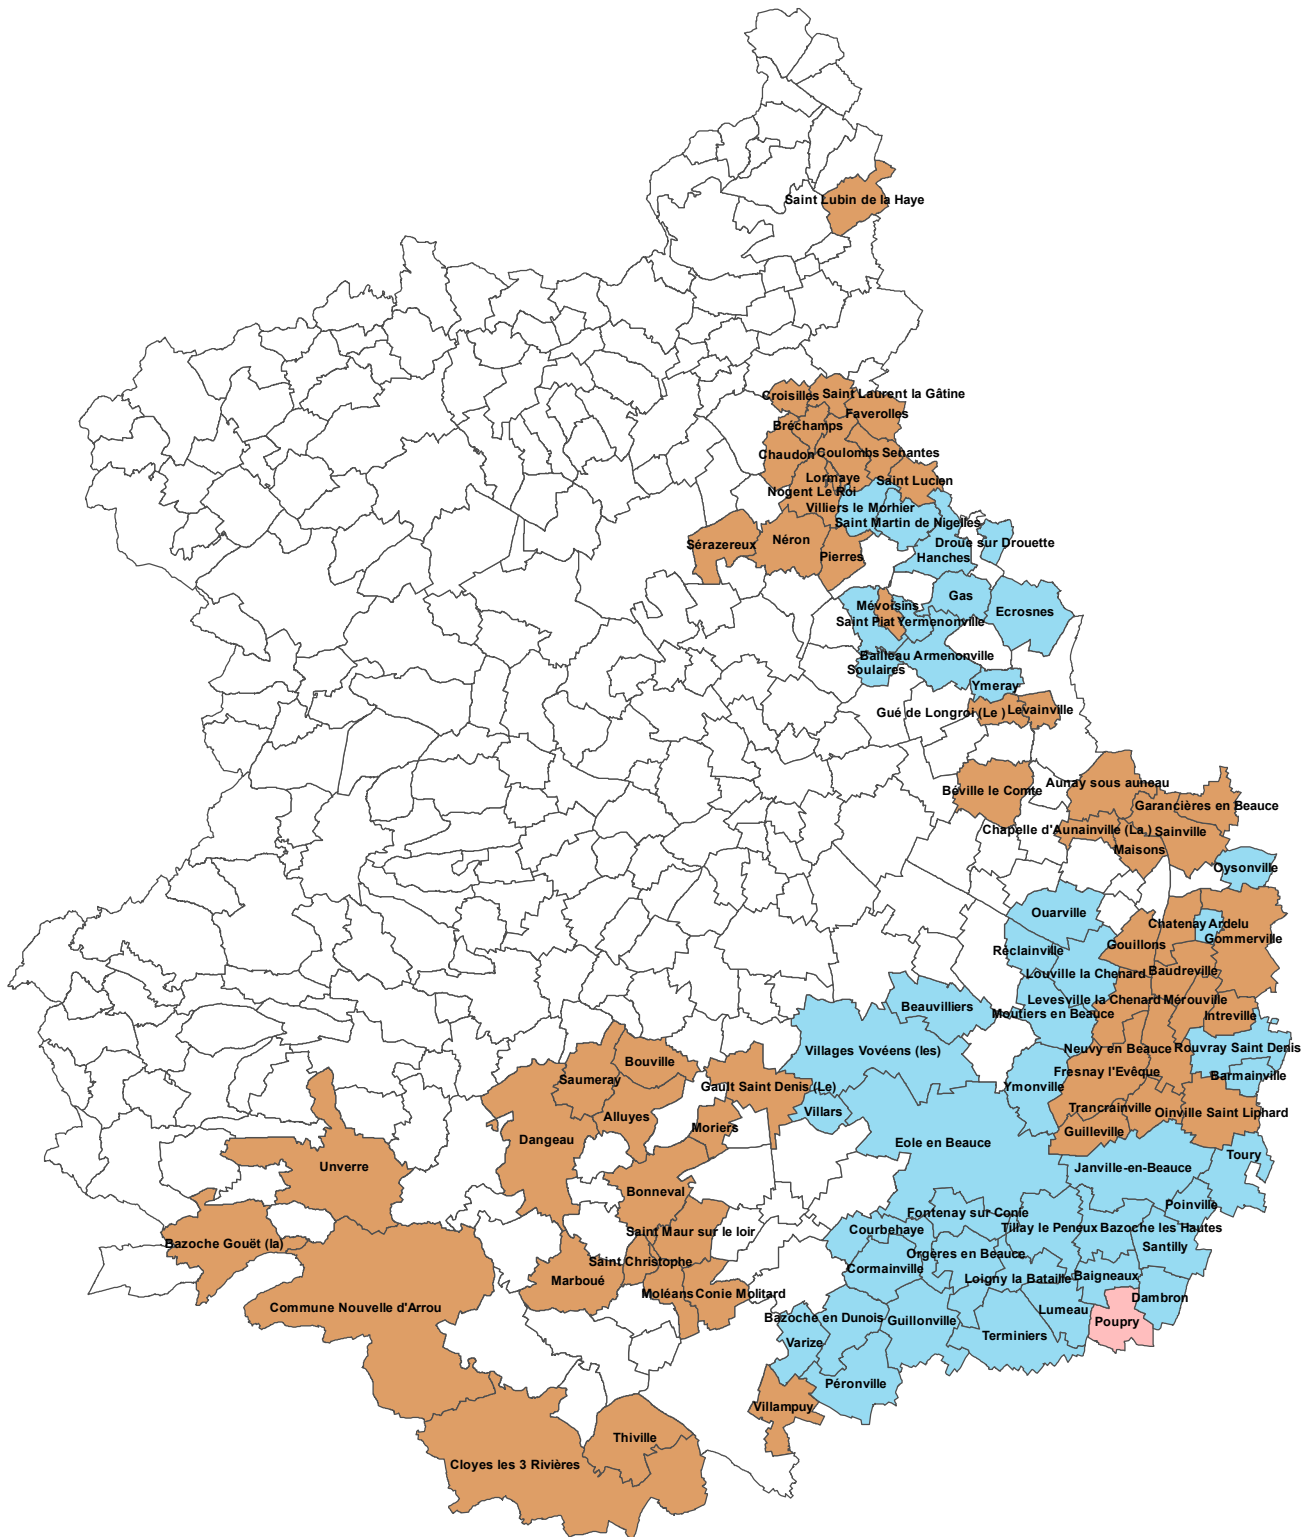 Saint Lubin de la Haye
Croisilles
Saint Laurent la Gâtine
Faverolles
Bréchamps
Chaudon
Coulombs
Senantes
Lormaye
Saint Lucien
Nogent Le Roi
Villiers le Morhier
Saint Martin de Nigelles
Sérazereux
Néron
Pierres
Droue sur Drouette
Hanches
Gas
Mévoisins
Ecrosnes
Saint Piat
Yermenonville
Bailleau Armenonville
Soulaires
Ymeray
Gué de Longroi (Le )
Levainville
Aunay sous auneau
Béville le Comte
Garancières en Beauce
Chapelle d'Aunainville (La )
Sainville
Maisons
Oysonville
Ouarville
Chatenay
Ardelu
Gommerville
Gouillons
Réclainville
Louville la Chenard
Baudreville
Levesville la Chenard
Mérouville
Beauvilliers
Moutiers en Beauce
Intreville
Villages Vovéens (les)
Neuvy en Beauce
Rouvray Saint Denis
Bouville
Saumeray
Fresnay l'Evêque
Barmainville
Gault Saint Denis (Le)
Ymonville
Villars
Alluyes
Trancrainville
Oinville Saint Liphard
Moriers
Guilleville
Dangeau
Eole en Beauce
Toury
Unverre
Janville-en-Beauce
Bonneval
Poinville
Fontenay sur Conie
Courbehaye
Tillay le Peneux
Bazoche les Hautes
Saint Maur sur le loir
Bazoche Gouët (la)
Santilly
Orgères en Beauce
Saint Christophe
Cormainville
Marboué
Loigny la Bataille
Baigneaux
Moléans
Conie Molitard
Dambron
Commune Nouvelle d'Arrou
Lumeau
Bazoche en Dunois
Guillonville
Poupry
Terminiers
Varize
Péronville
Villampuy
Thiville
Cloyes les 3 Rivières